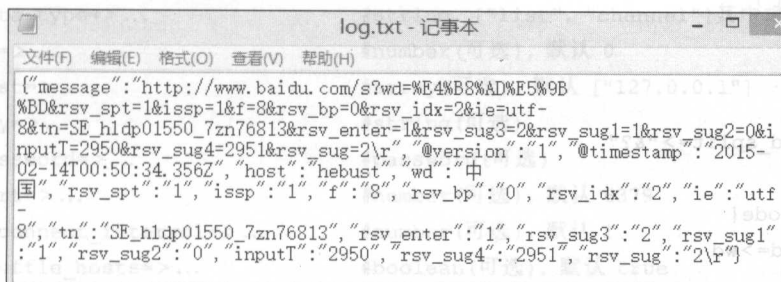 log.txt - 记事本
文件(F) 编辑(E) 格式(O) 查看(V) 帮助(H)
{"message":"http://www.baidu.com/s?wd=%E4%B8%AD%E5%9B
%BD&rsv_spt=1&issp=1&f=8&rsv_bp=0&rsv_idx=2&ie=utf-
8&tn=SE_hldp01550_7zn76813&rsv_enter=1&rsv_sug3=2&rsv_sug1=1&rsv_sug2=0&i
nputT=2950&rsv_sug4=2951&rsv_sug=2\r","@version":"1","@timestamp":"2015-
02-14T00:50:34.356Z","host":"hebust","wd":"中
国","rsv_spt":"1","issp":"1","f":"8","rsv_bp":"0","rsv_idx":"2","ie":"utf
-
8","tn":"SE_hldp01550_7zn76813","rsv_enter":"1","rsv_sug3":"2","rsv_sug1"
:"1","rsv_sug2":"0","inputT":"2950","rsv_sug4":"2951","rsv_sug":"2\r"}